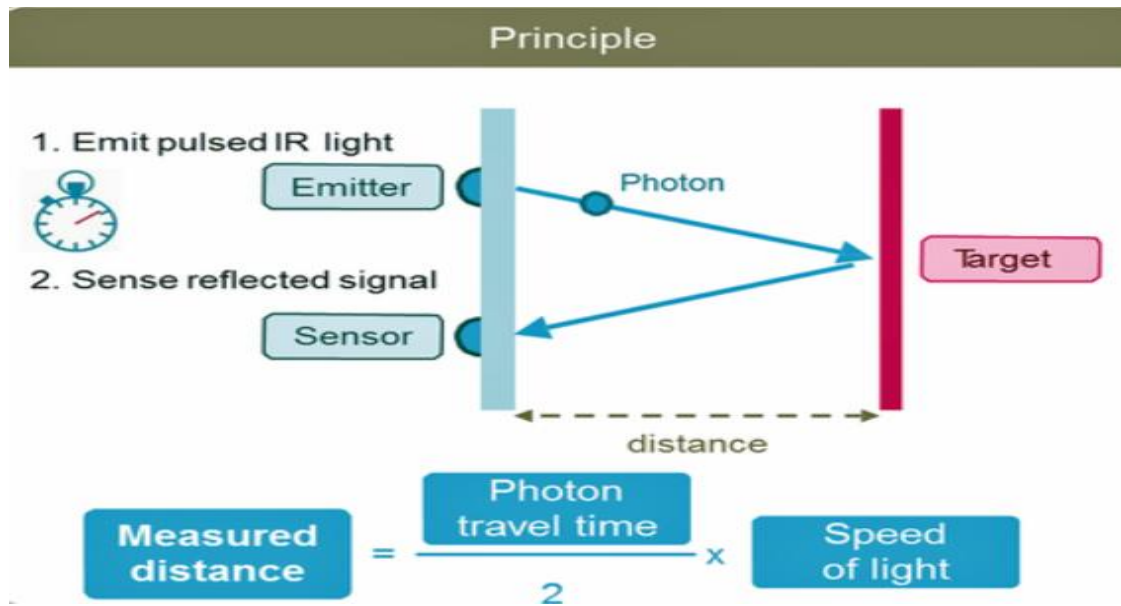 Principle
1. Emit pulsed IR light
Emitter
Photon
Target
2. Sense reflected signal
Sensor
distance
Measured
distance
=
Photon
travel time
2
x
Speed
of light